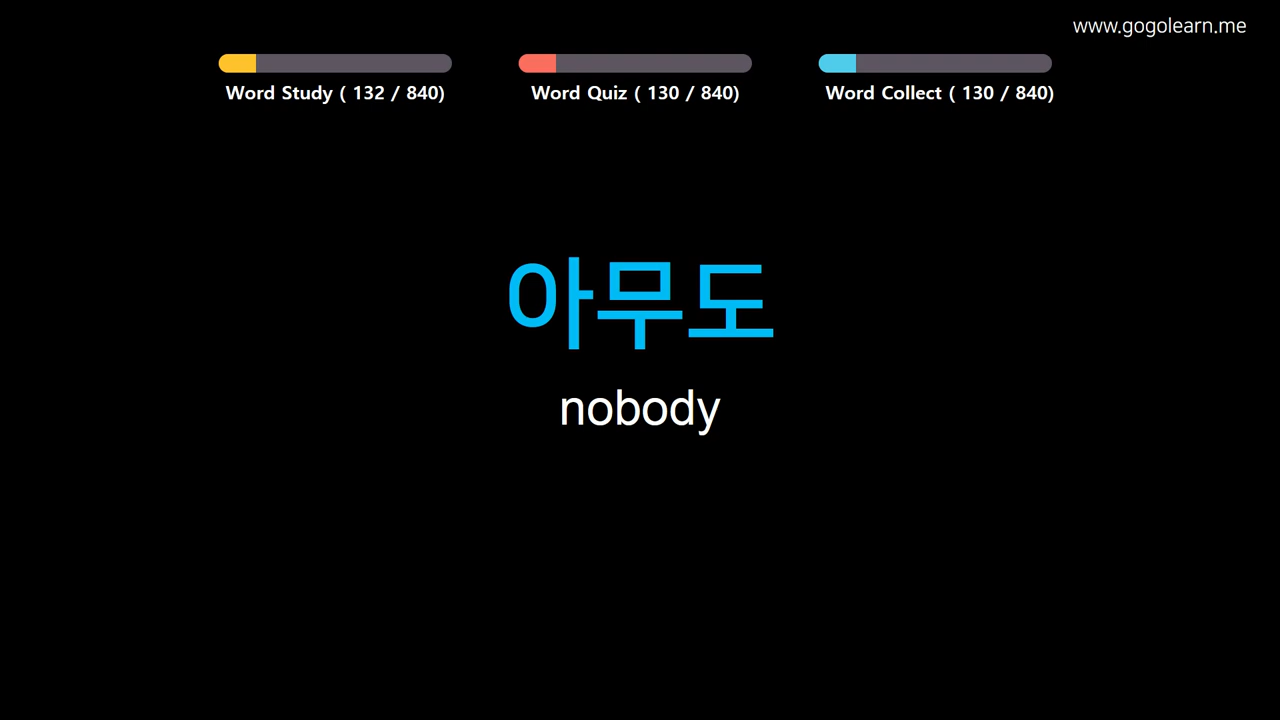 www.gogolearn.me
Word Study ( 132 / 840)
Word Quiz ( 130 / 840)
Word Collect ( 130 / 840)
아무도
nobody